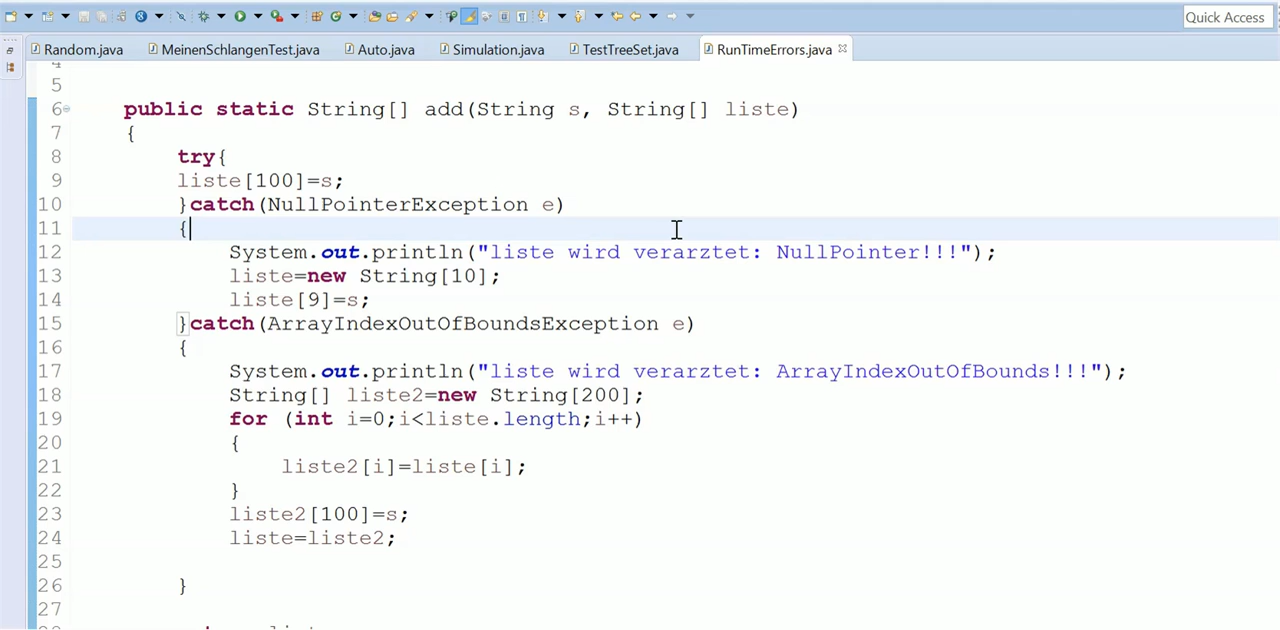 Quick Access
Random.java MeinenSchlangenTest.java Auto.java Simulation.java TestTreeSet.java RunTimeErrors.java
5
6 public static String[] add(String s, String[] liste)
7 {
8 try{
9 liste[100]=s;
10 }catch(NullPointerException e)
11 {
12 System.out.println("liste wird verarztet: NullPointer!!!");
13 liste=new String[10];
14 liste[9]=s;
15 }catch(ArrayIndexOutOfBoundsException e)
16 {
17 System.out.println("liste wird verarztet: ArrayIndexOutOfBounds!!!");
18 String[] liste2=new String[200];
19 for (int i=0;i<liste.length;i++)
20 {
21 liste2[i]=liste[i];
22 }
23 liste2[100]=s;
24 liste=liste2;
25
26 }
27